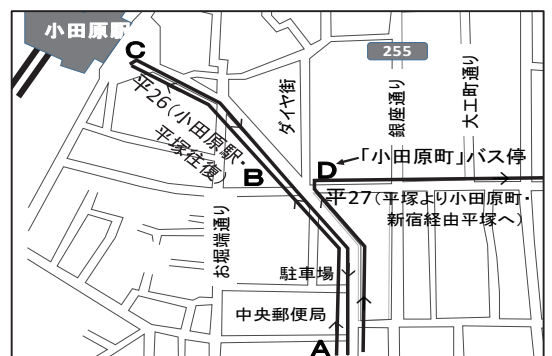 小田原駅
C
255
平26（小田原駅・
平塚往復）
ダイヤ街
銀座通り
大工町通り
「小田原町」バス停
D
B
平27（平塚より小田原町・
新宿経由平塚へ）
お堀端通り
駐車場
中央郵便局
A